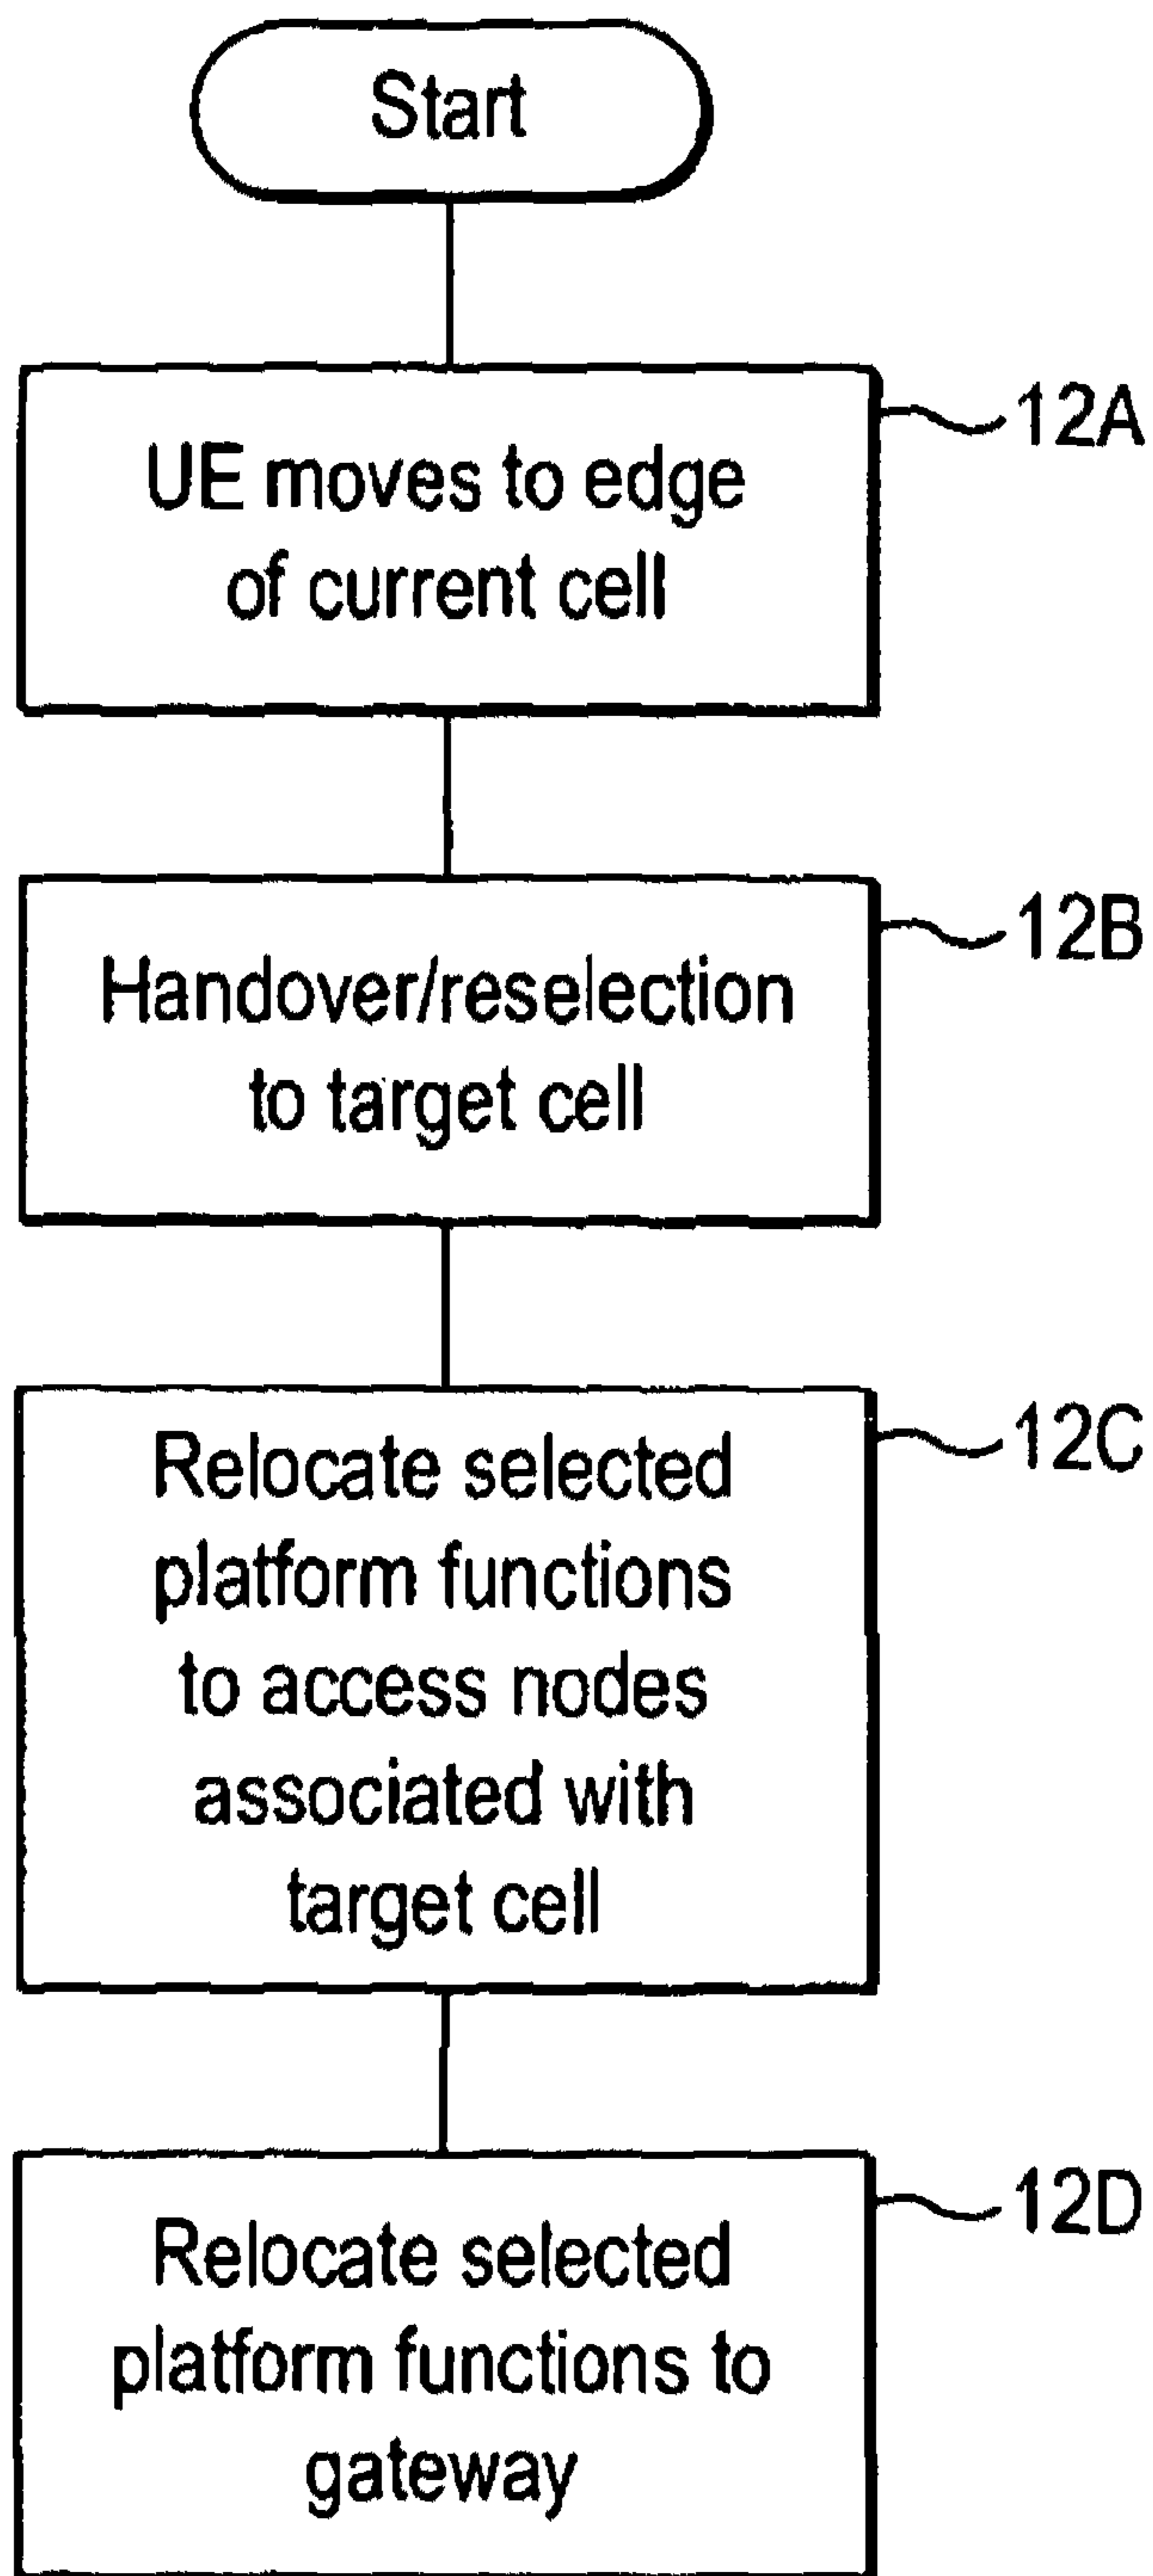 Start
12A
UE moves to edge
of current cell
12B
Handover/reselection
to target cell
12C
Relocate selected
platform functions
to access nodes
associated with
target cell
12D
Relocate selected
platform functions to
gateway